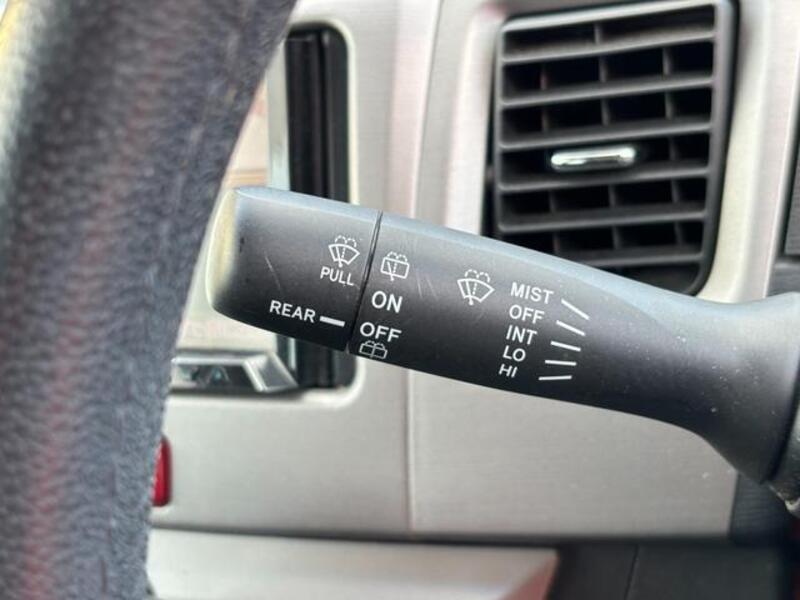 PULL
REAR
ON
OFF
MIST
OFF
INT
LO
HI